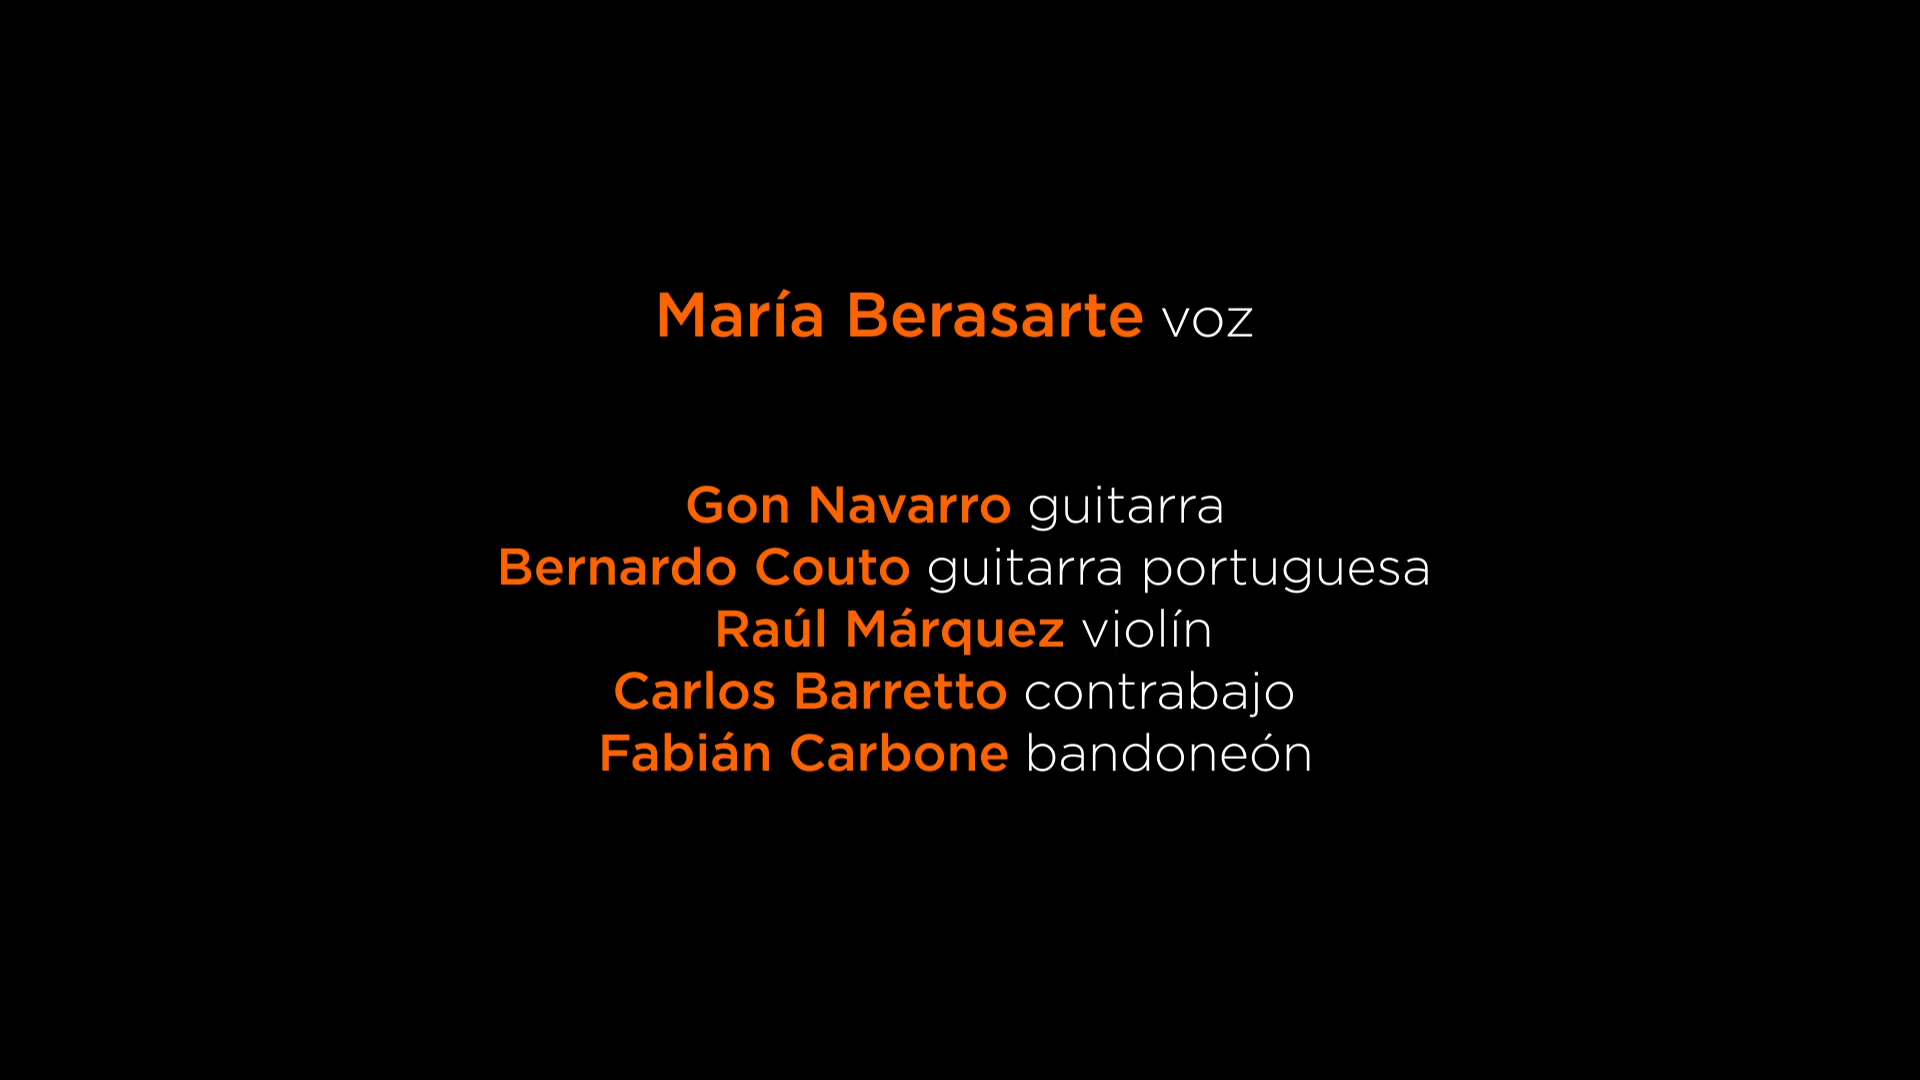 María Berasarte voz
Gon Navarro guitarra
Bernardo Couto guitarra portuguesa
Raúl Márquez violín
Carlos Barretto contrabajo
Fabián Carbone bandoneón